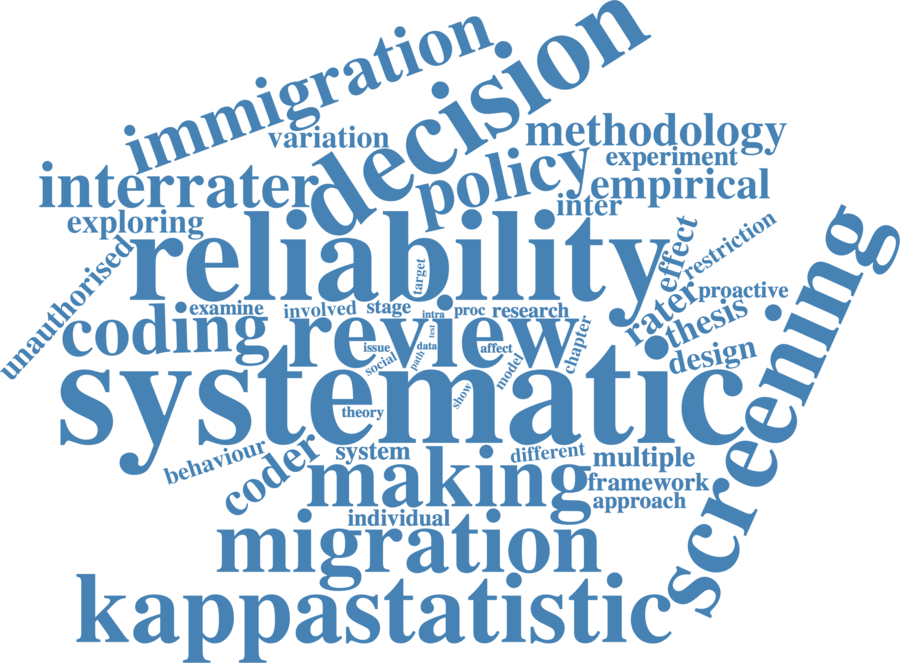 immigration
decision
variation
methodology
experiment
interrater
policy
empirical
inter
exploring
reliability
effect
restriction
unauthorised
target
screening
examine
involved
stage
intra
proc
research
rater
proactive
coding
review
thesis
test
issue
data
affect
chapter
design
social
path
model
systematic
show
theory
behaviour
coder
system
different
multiple
making
framework
approach
individual
migration
kappastatistic